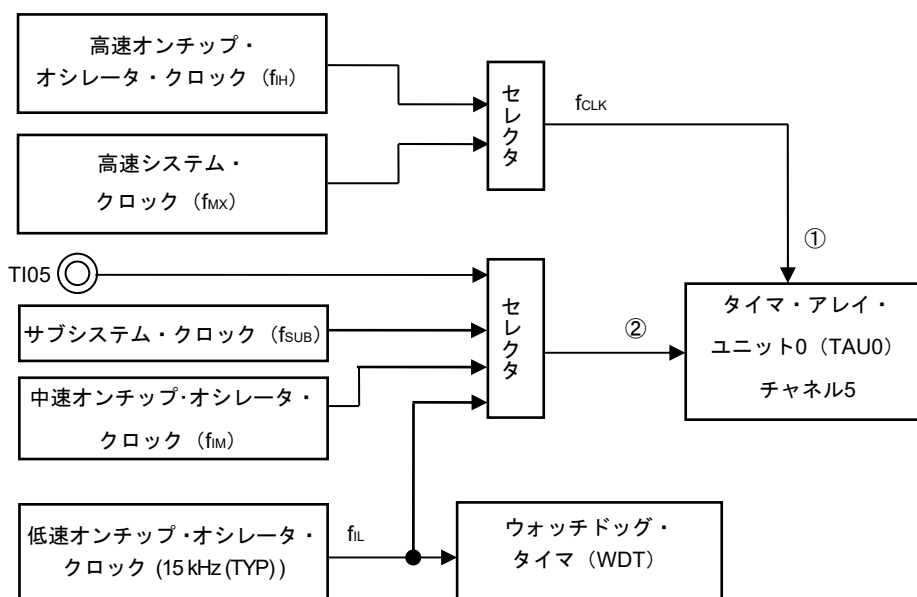 高速オンチップ・
オシレータ・クロック (fIH)
高速システム・
クロック (fMX)
セレクタ
fCLK
①
TI05
サブシステム・クロック (fSUB)
中速オンチップ・オシレータ・
クロック (fIM)
セレクタ
②
タイマ・アレイ・
ユニット0 (TAU0)
チャネル5
低速オンチップ・オシレータ・
クロック (15 kHz (TYP) )
fIL
ウォッチドッグ・
タイマ (WDT)